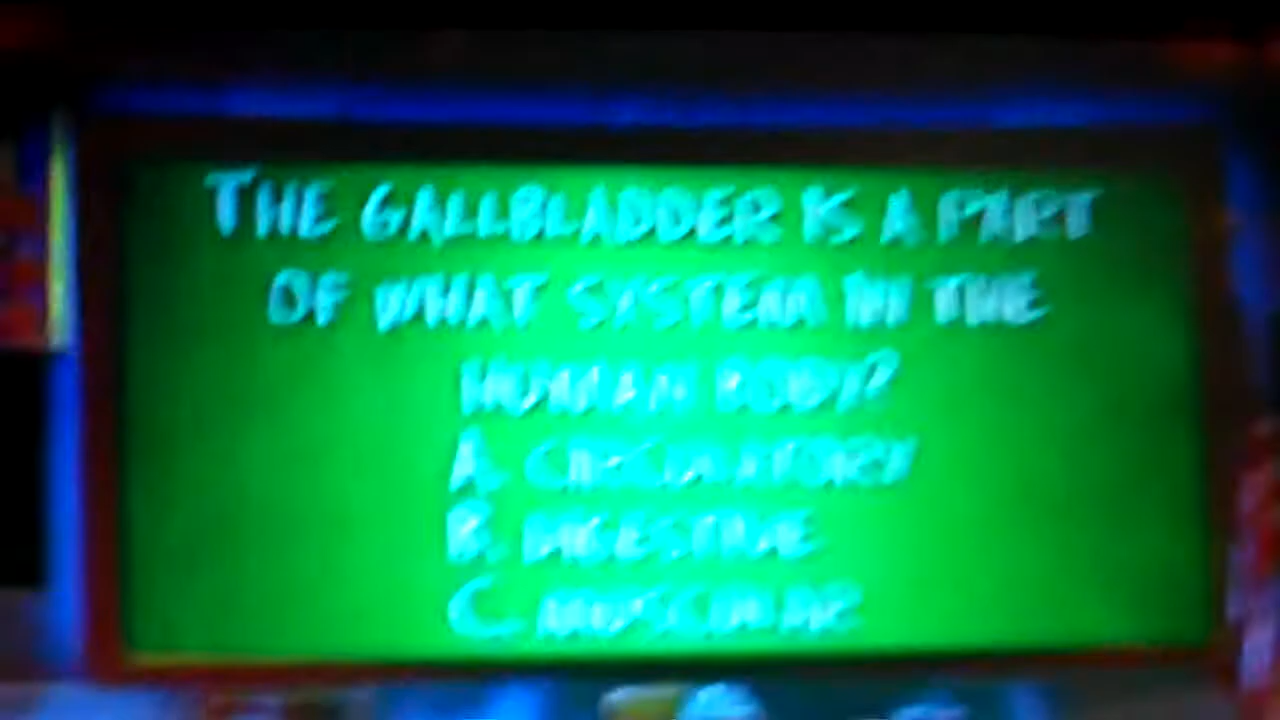 THE GALLBLADDER IS A PART
OF WHAT SYSTEM IN THE
HUMAN BODY?
A. CIRCULATORY
B. DIGESTIVE
C. MUSCULAR